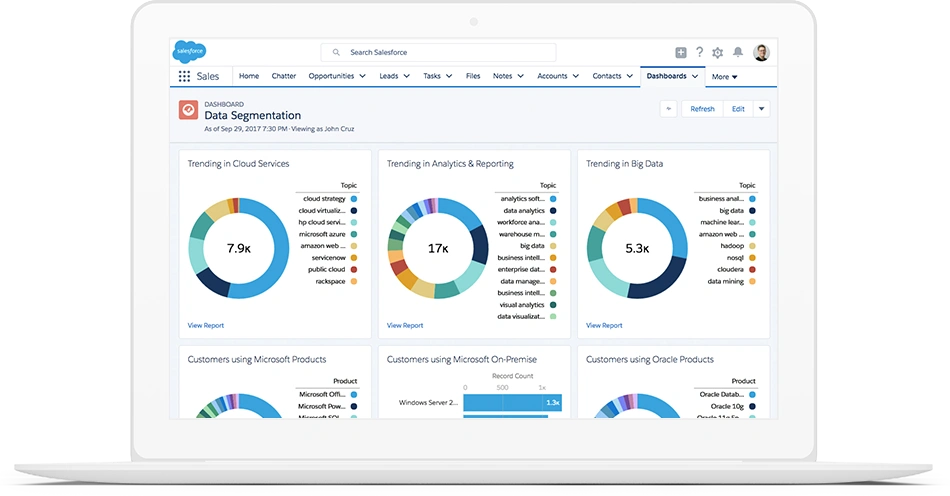 salesforce
Search Salesforce
Sales
Home
Chatter
Opportunities
Leads
Tasks
Files
Notes
Accounts
Contacts
Dashboards
More
DASHBOARD
Data Segmentation
As of Sep 29, 2017 7:30 PM · Viewing as John Cruz
Refresh
Edit
Trending in Cloud Services
Topic
cloud strategy
cloud virtualiz...
hp cloud servi...
microsoft azure
amazon web ...
servicenow
public cloud
rackspace
7.9K
View Report
Trending in Analytics & Reporting
Topic
analytics soft...
data analytics
workforce ana...
warehouse m...
big data
business intell...
enterprise dat...
data manage...
business intell...
visual analytics
data visualizat...
17K
View Report
Trending in Big Data
Topic
business anal...
big data
machine lear...
amazon web ...
hadoop
nosql
cloudera
data mining
5.3K
View Report
Customers using Microsoft Products
Product
Microsoft Offi...
Microsoft Pow...
Microsoft SQL
Customers using Microsoft On-Premise
Record Count
0
500
1K
Windows Server 2...
1.3K
Customers using Oracle Products
Product
Oracle Datab...
Oracle 10g